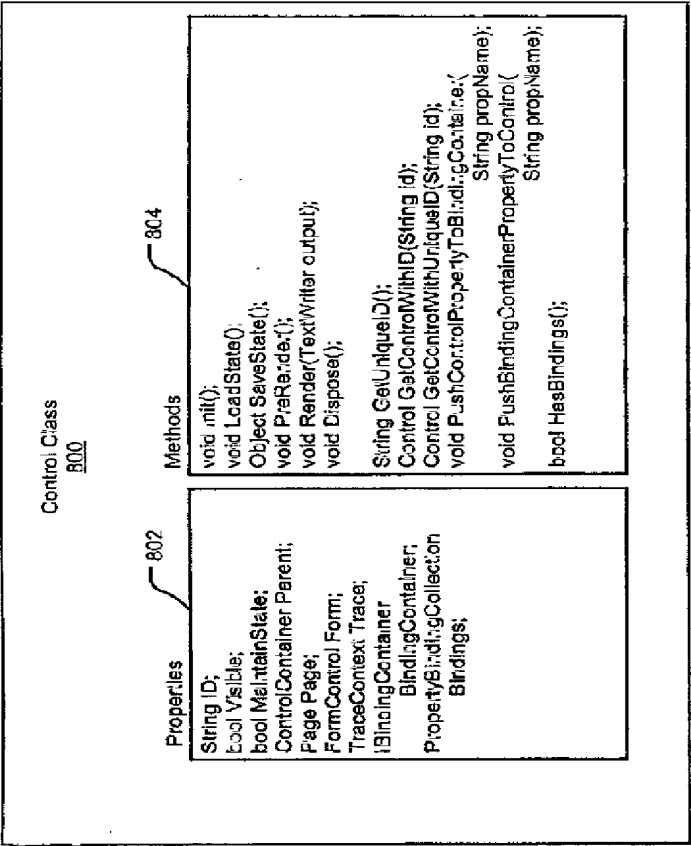 Control Class
800
Properties
802
String ID;
bool Visible;
bool MaintainState;
ControlContainer Parent;
Page Page;
FormControl Form;
TraceContext Trace;
IBindingContainer
BindingContainer;
PropertyBindingCollection
Bindings;
Methods
804
void Init();
void LoadState();
Object SaveState();
void PreRender();
void Render(TextWriter output);
void Dispose();
String GetUniqueID();
Control GetControlWithID(String id);
Control GetControlWithUniqueID(String id);
void PushControlPropertyToBindingContainer(
String propName);
void PushBindingContainerPropertyToControl(
String propName);
bool HasBindings();